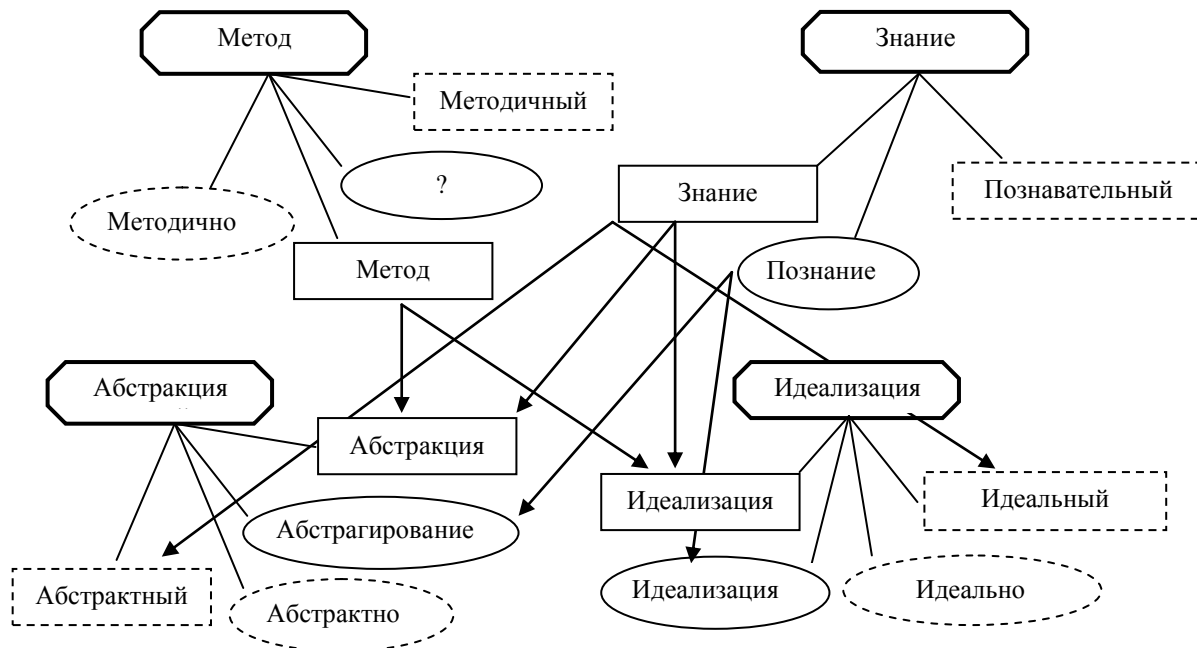 Метод
Знание
Методичный
?
Знание
Познавательный
Методично
Метод
Познание
Абстракция
Идеализация
Абстракция
Идеализация
Идеальный
Абстрагирование
Абстрактный
Абстрактно
Идеализация
Идеально